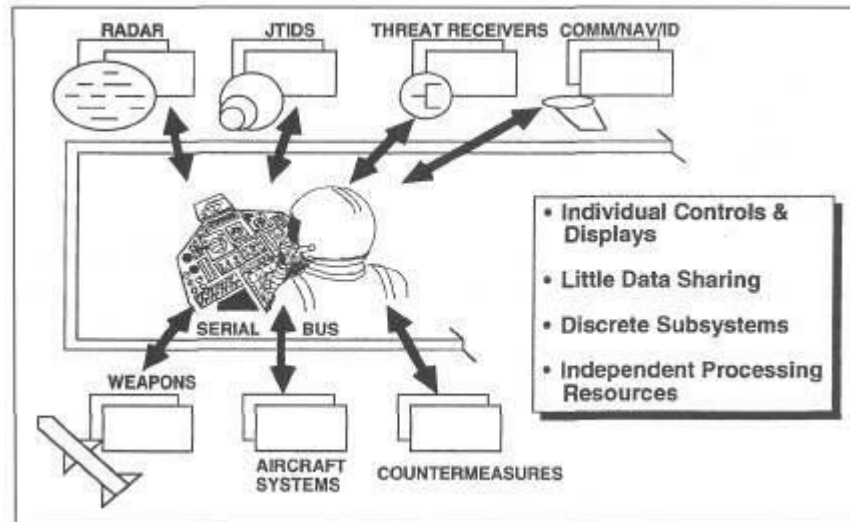 RADAR
JTIDS
THREAT RECEIVERS
COMM/NAV/ID
• Individual Controls &
Displays
• Little Data Sharing
• Discrete Subsystems
• Independent Processing
Resources
SERIAL BUS
WEAPONS
AIRCRAFT
SYSTEMS
COUNTERMEASURES